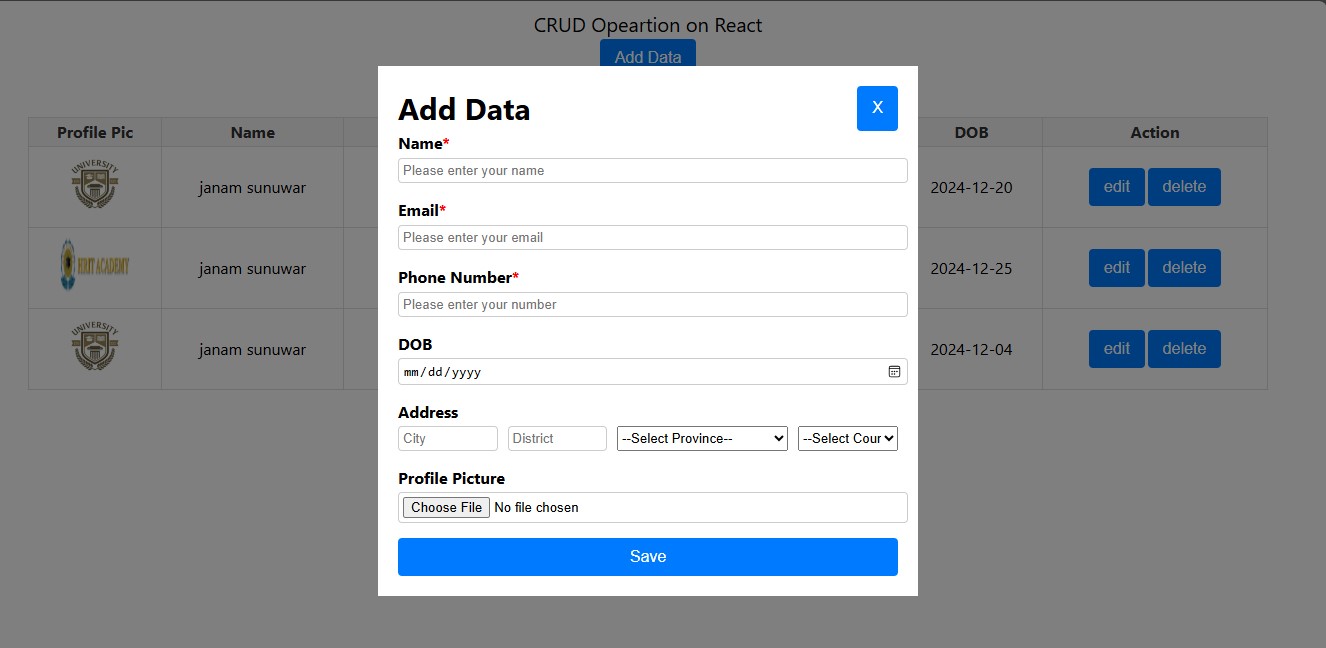 CRUD Opeartion on React
Add Data
Profile Pic Name DOB Action
UNIVERSITY janam sunuwar 2024-12-20 edit delete
HRIT ACADEMY janam sunuwar 2024-12-25 edit delete
UNIVERSITY janam sunuwar 2024-12-04 edit delete
Add Data X
Name*
Please enter your name
Email*
Please enter your email
Phone Number*
Please enter your number
DOB
mm/dd/yyyy
Address
City District --Select Province-- --Select Cour
Profile Picture
Choose File No file chosen
Save